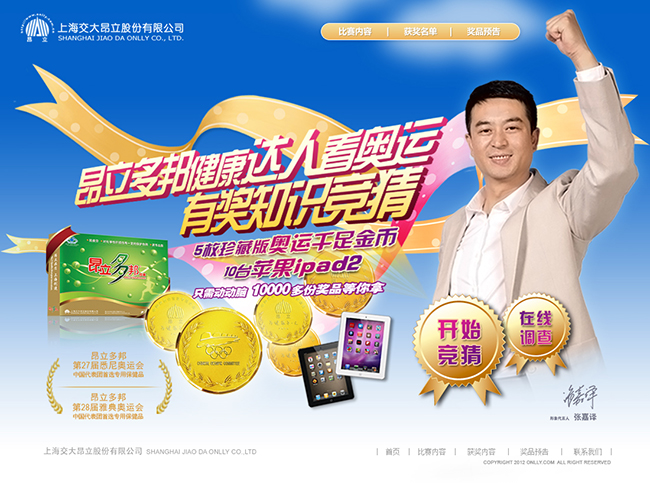 昂立
上海交大昂立股份有限公司
SHANGHAI JIAO DA ONLLY CO., LTD.
比赛内容 | 获奖名单 | 奖品预告
昂立多邦健康达人看奥运
有奖知识竞猜
5枚珍藏版奥运千足金币
10台苹果ipad2
只需动动脑 10000多份奖品等你拿
昂立多邦
开始
竞猜
在线
调查
昂立多邦
第27届悉尼奥运会
中国代表团首选专用保健品
昂立多邦
第28届雅典奥运会
中国代表团首选专用保健品
形象代言人 张嘉译
上海交大昂立股份有限公司 SHANGHAI JIAO DA ONLLY CO.,LTD
| 首页 | 比赛内容 | 获奖内容 | 奖品预告 | 联系我们 |
COPYRIGHT 2012 ONLLY.COM ALL RIGHT RESERVED